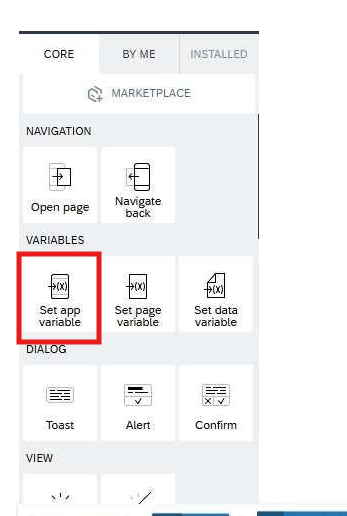 CORE BY ME INSTALLED
MARKETPLACE
NAVIGATION
Open page
Navigate
back
VARIABLES
(X) (X) (X)
Set app
variable
Set page
variable
Set data
variable
DIALOG
Toast Alert Confirm
VIEW